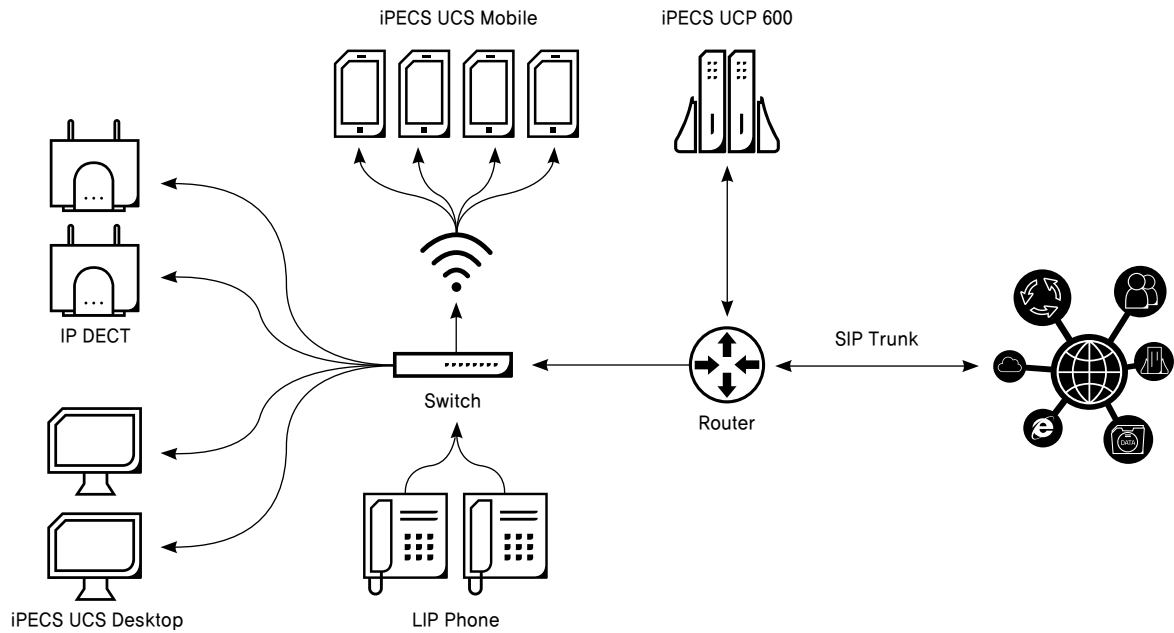 iPECS UCS Mobile
iPECS UCP 600
IP DECT
SIP Trunk
Switch
Router
DATA
iPECS UCS Desktop
LIP Phone